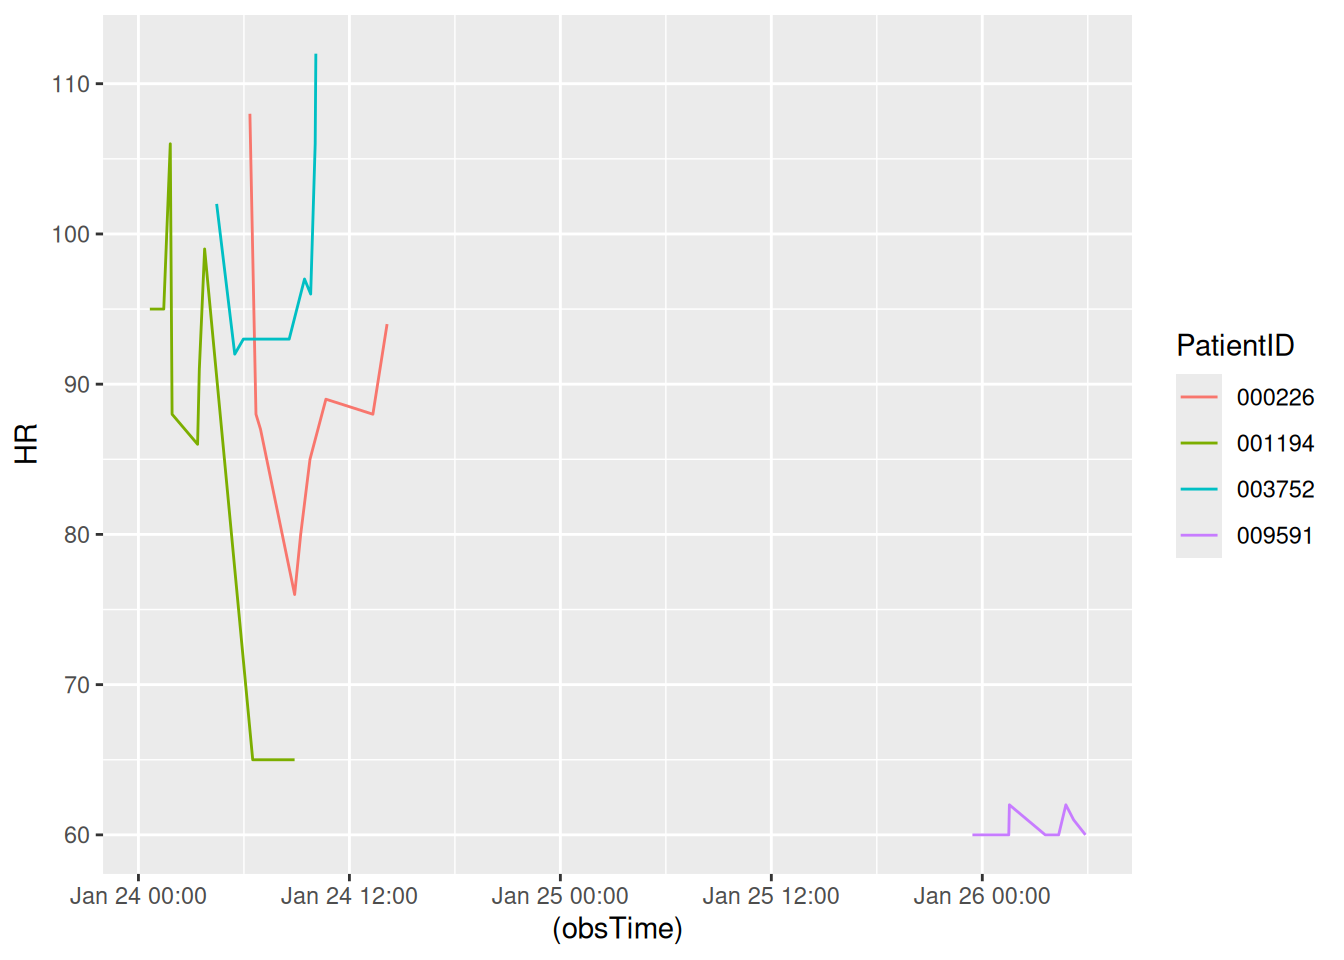 110
100
90
80
70
60
HR
Jan 24 00:00
Jan 24 12:00
Jan 25 00:00
Jan 25 12:00
Jan 26 00:00
(obsTime)
PatientID
000226
001194
003752
009591